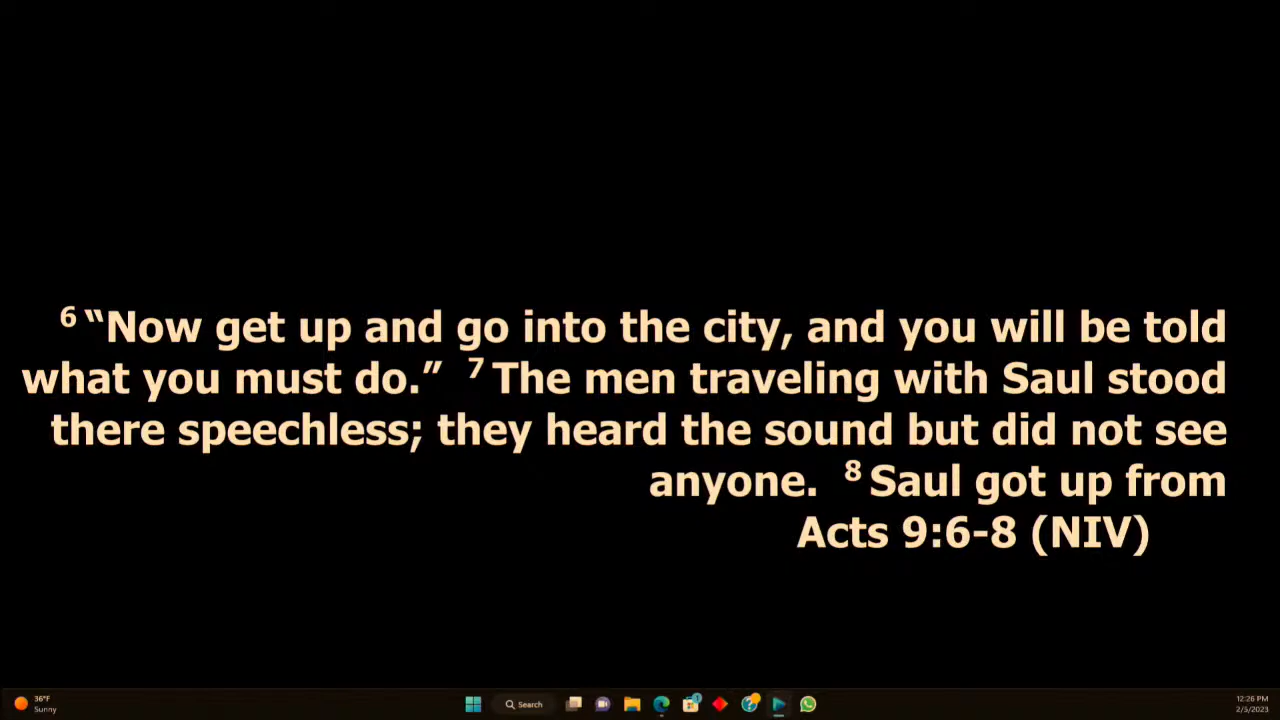 6 “Now get up and go into the city, and you will be told
what you must do.” 7 The men traveling with Saul stood
there speechless; they heard the sound but did not see
anyone. 8 Saul got up from
Acts 9:6-8 (NIV)
36°F
Sunny
Search
12:26 PM
2/5/2023